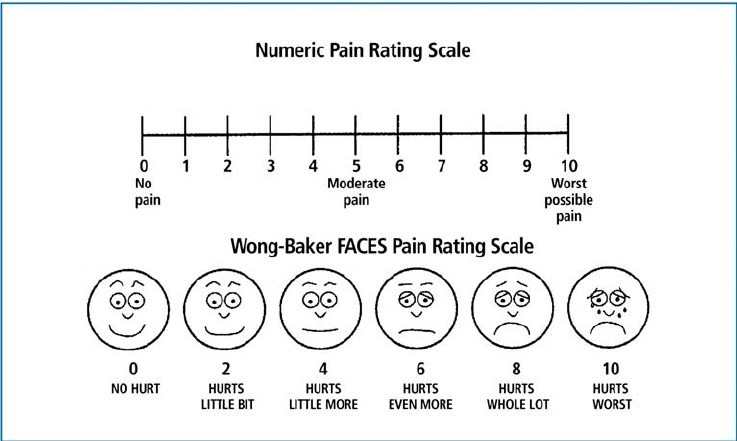 Numeric Pain Rating Scale
0 1 2 3 4 5 6 7 8 9 10
No Moderate Worst
pain pain possible
pain
Wong-Baker FACES Pain Rating Scale
0 2 4 6 8 10
NO HURT HURTS HURTS HURTS HURTS HURTS
LITTLE BIT LITTLE MORE EVEN MORE WHOLE LOT WORST